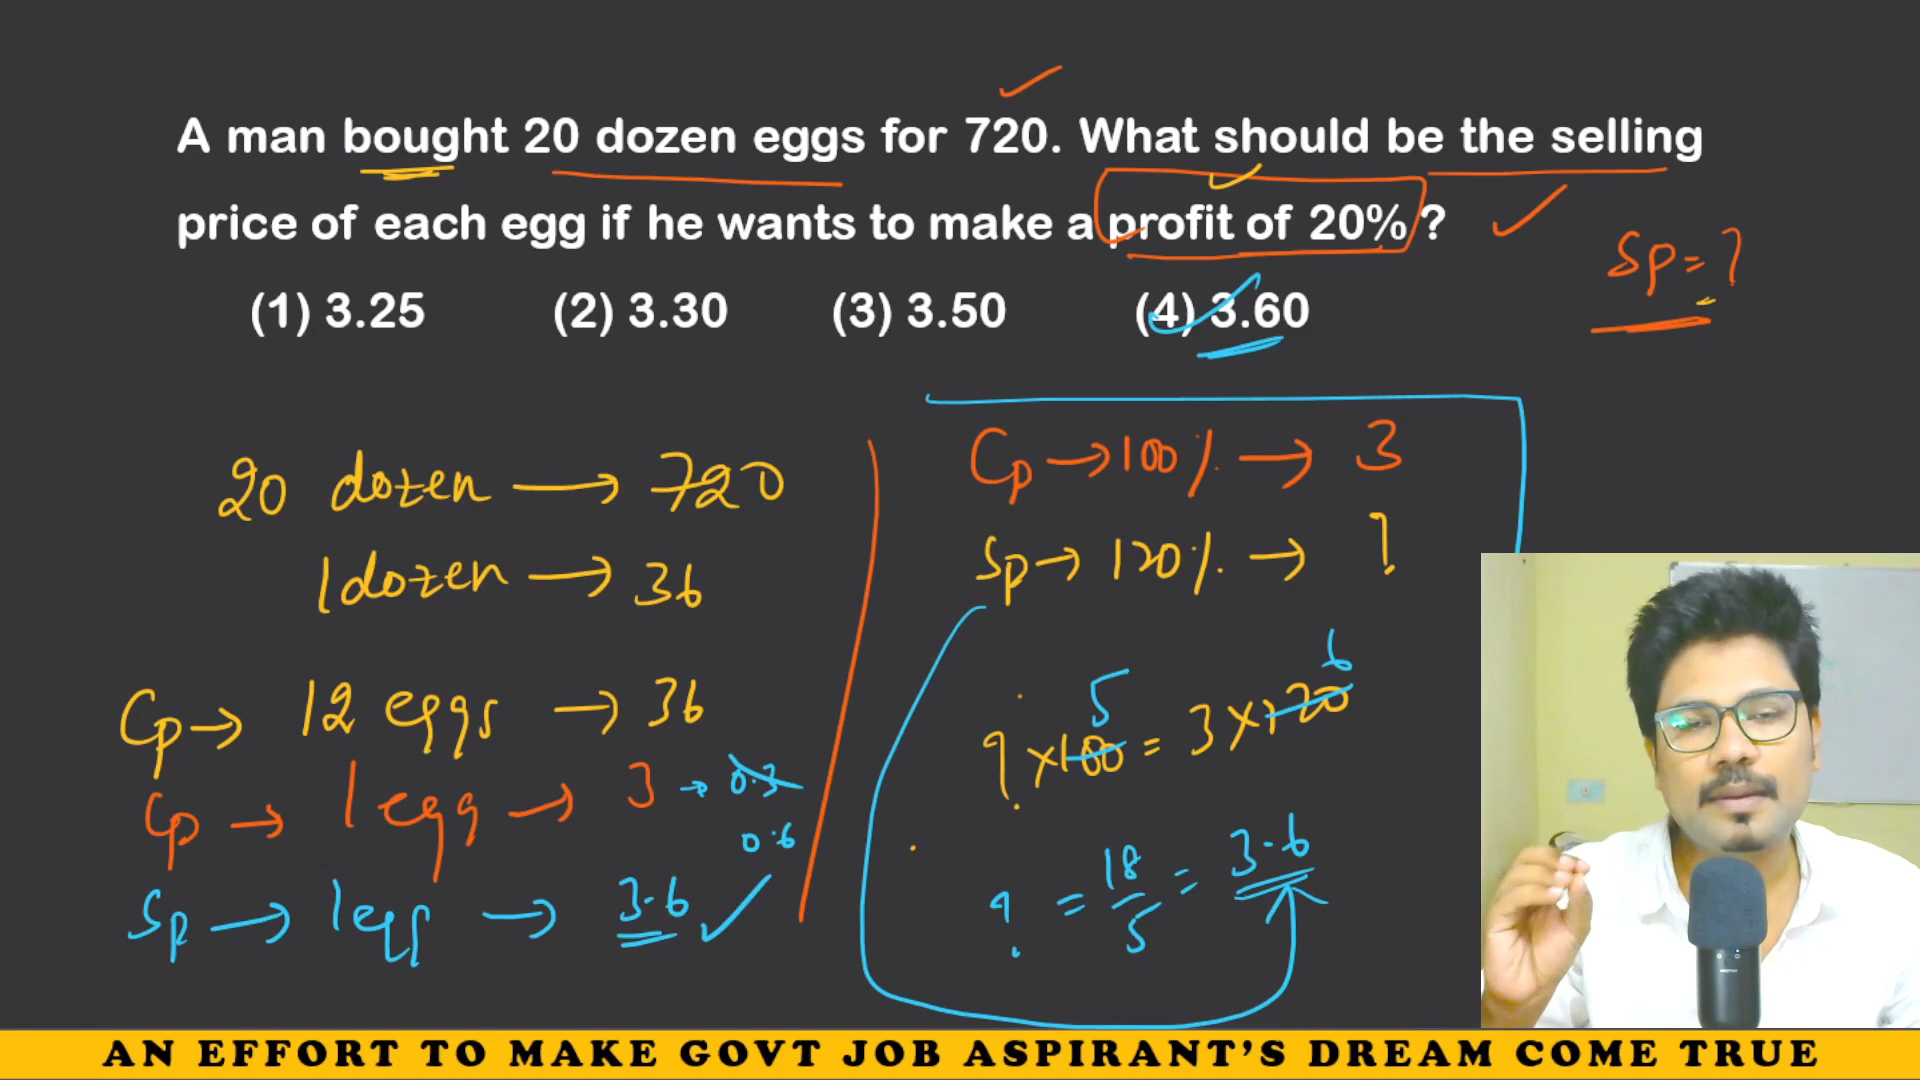 A man bought 20 dozen eggs for 720. What should be the selling
price of each egg if he wants to make a profit of 20% ?
(1) 3.25 (2) 3.30 (3) 3.50 (4) 3.60
Sp = ?
20 dozen → 720
1 dozen → 36
Cp → 12 eggs → 36
Cp → 1 egg → 3 → 0.3
0.6
Sp → 1 egg → 3.6
Cp → 100% → 3
Sp → 120% → ?
5 6
? × 100 = 3 × 120
? = 18/5 = 3.6
AN EFFORT TO MAKE GOVT JOB ASPIRANT'S DREAM COME TRUE